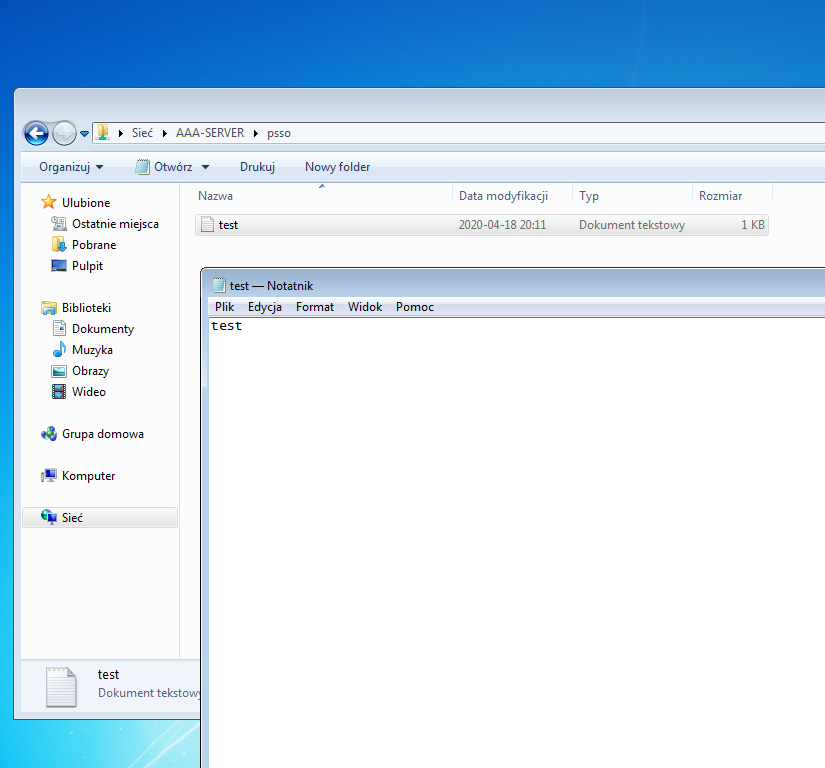 Sieć AAA-SERVER psso
Organizuj Otwórz Drukuj New folder
Nazwa Data modyfikacji Typ Rozmiar
test 2020-04-18 20:11 Dokument tekstowy 1 KB
Ulubione
Ostatnie miejsca
Pobrane
Pulpit
Biblioteki
Dokumenty
Muzyka
Obrazy
Wideo
Grupa domowa
Komputer
Sieć
test — Notatnik
Plik Edycja Format Widok Pomoc
test
test
Dokument tekstowy